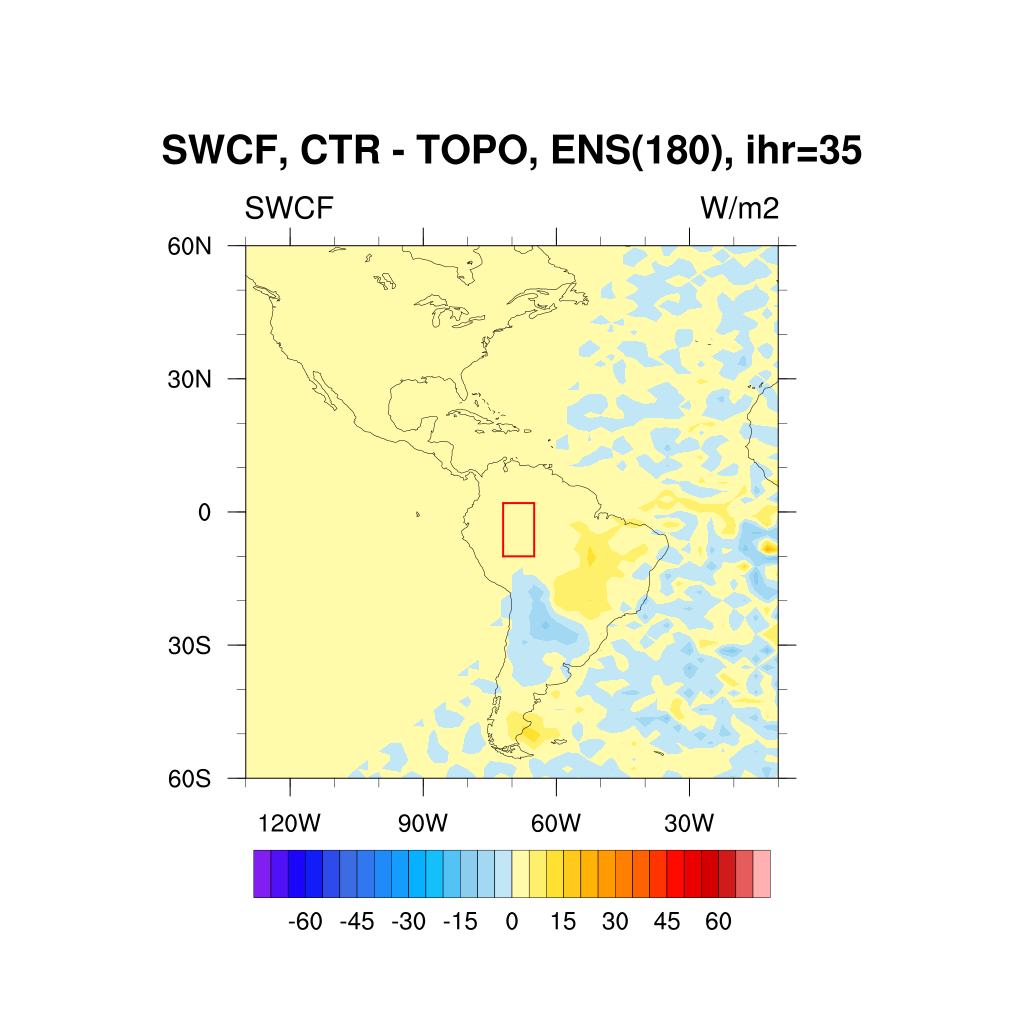 SWCF, CTR - TOPO, ENS(180), ihr=35
SWCF W/m2
60N
30N
0
30S
60S
120W 90W 60W 30W
-60 -45 -30 -15 0 15 30 45 60